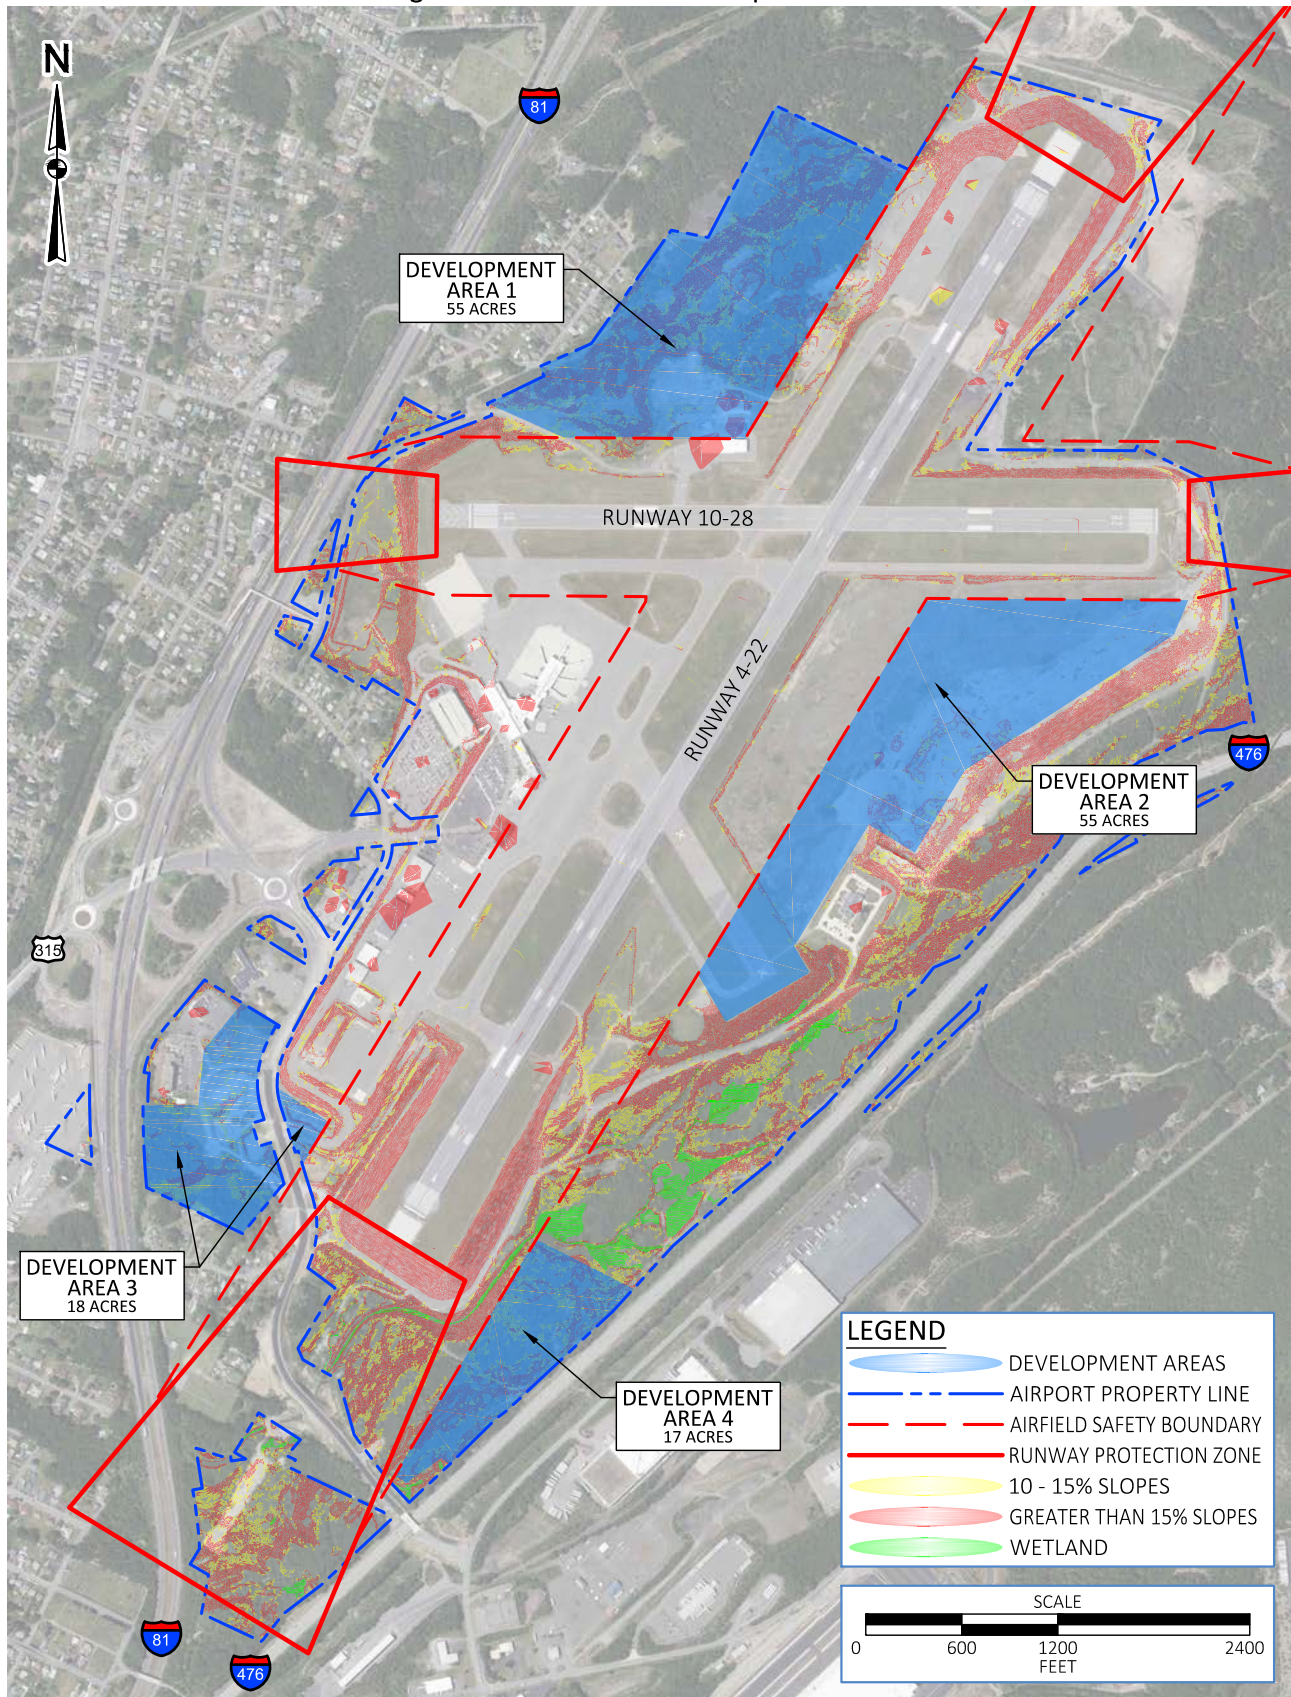 N
81
DEVELOPMENT
AREA 1
55 ACRES
RUNWAY 10-28
RUNWAY 4-22
476
DEVELOPMENT
AREA 2
55 ACRES
315
DEVELOPMENT
AREA 3
18 ACRES
DEVELOPMENT
AREA 4
17 ACRES
LEGEND
DEVELOPMENT AREAS
AIRPORT PROPERTY LINE
AIRFIELD SAFETY BOUNDARY
RUNWAY PROTECTION ZONE
10 - 15% SLOPES
GREATER THAN 15% SLOPES
WETLAND
SCALE
0 600 1200 2400
FEET
81
476